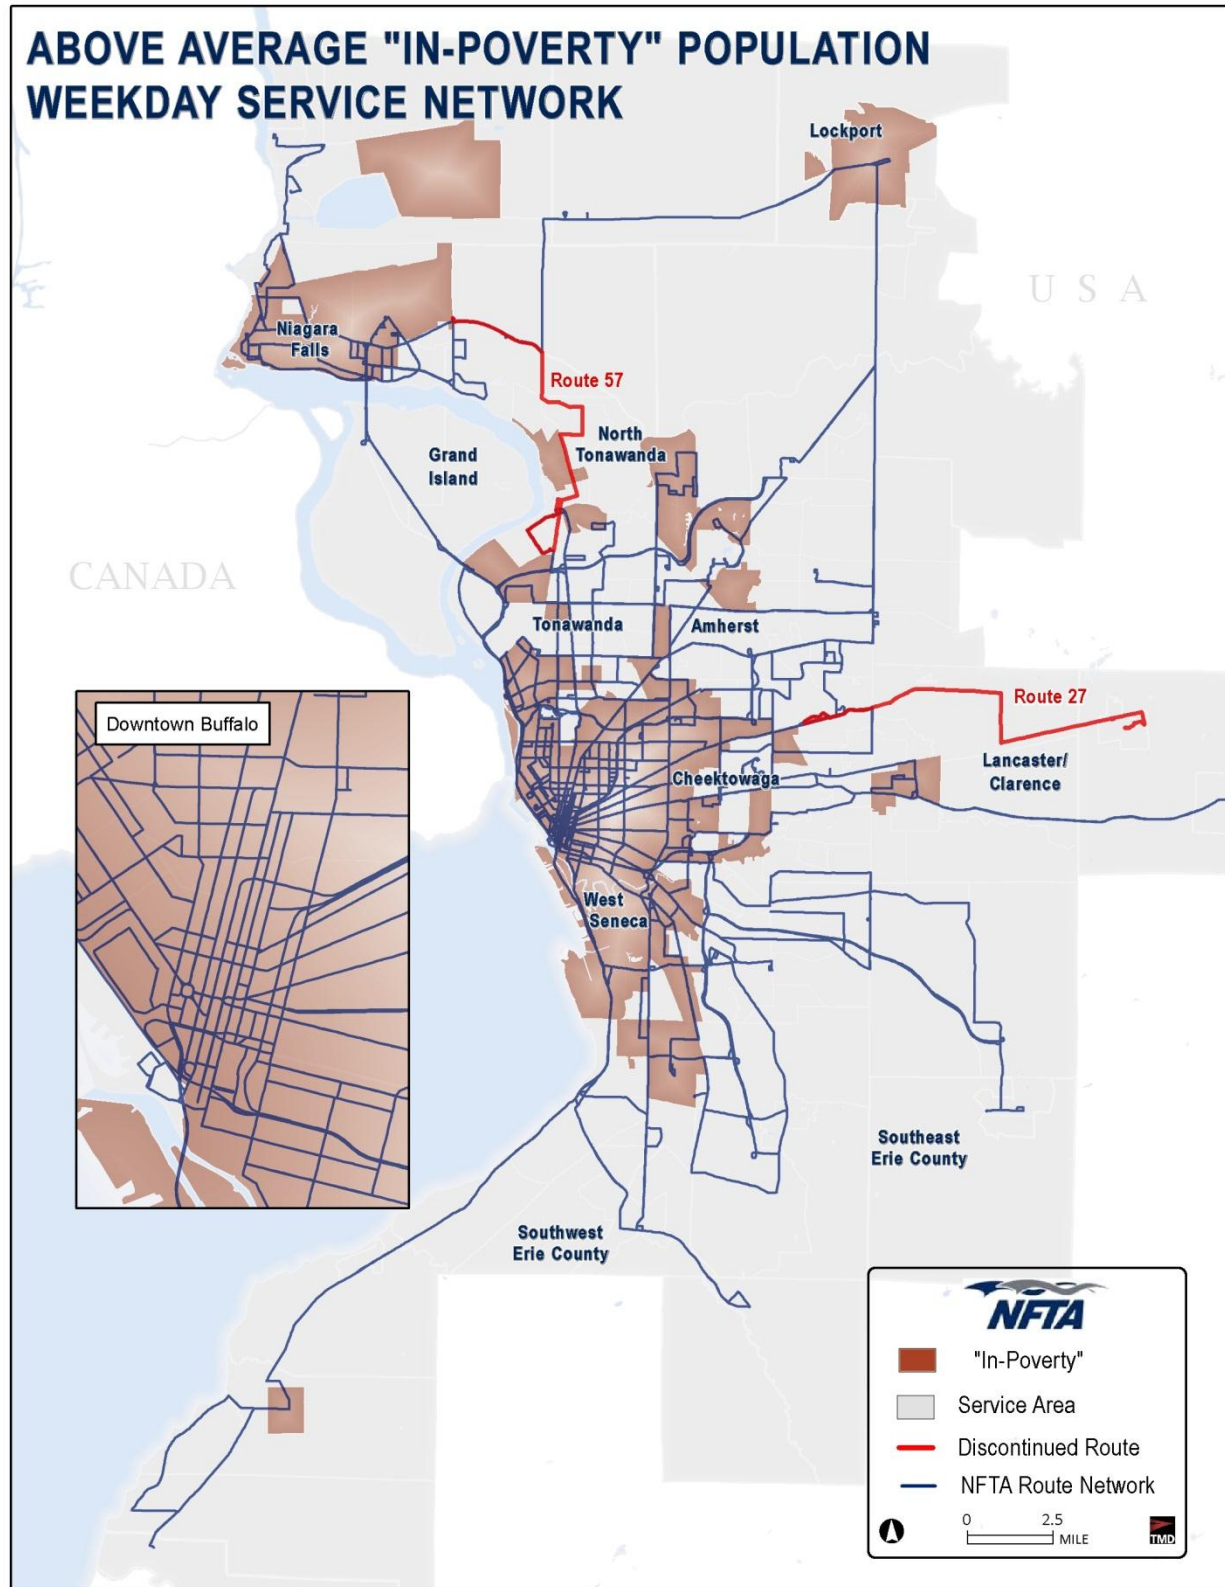 ABOVE AVERAGE "IN-POVERTY" POPULATION
WEEKDAY SERVICE NETWORK
Lockport
U S A
Niagara
Falls
Route 57
North
Tonawanda
Grand
Island
CANADA
Tonawanda
Amherst
Route 27
Downtown Buffalo
Lancaster/
Clarence
Cheektowaga
West
Seneca
Southeast
Erie County
Southwest
Erie County
NFTA
"In-Poverty"
Service Area
Discontinued Route
NFTA Route Network
0 2.5
MILE
TMD